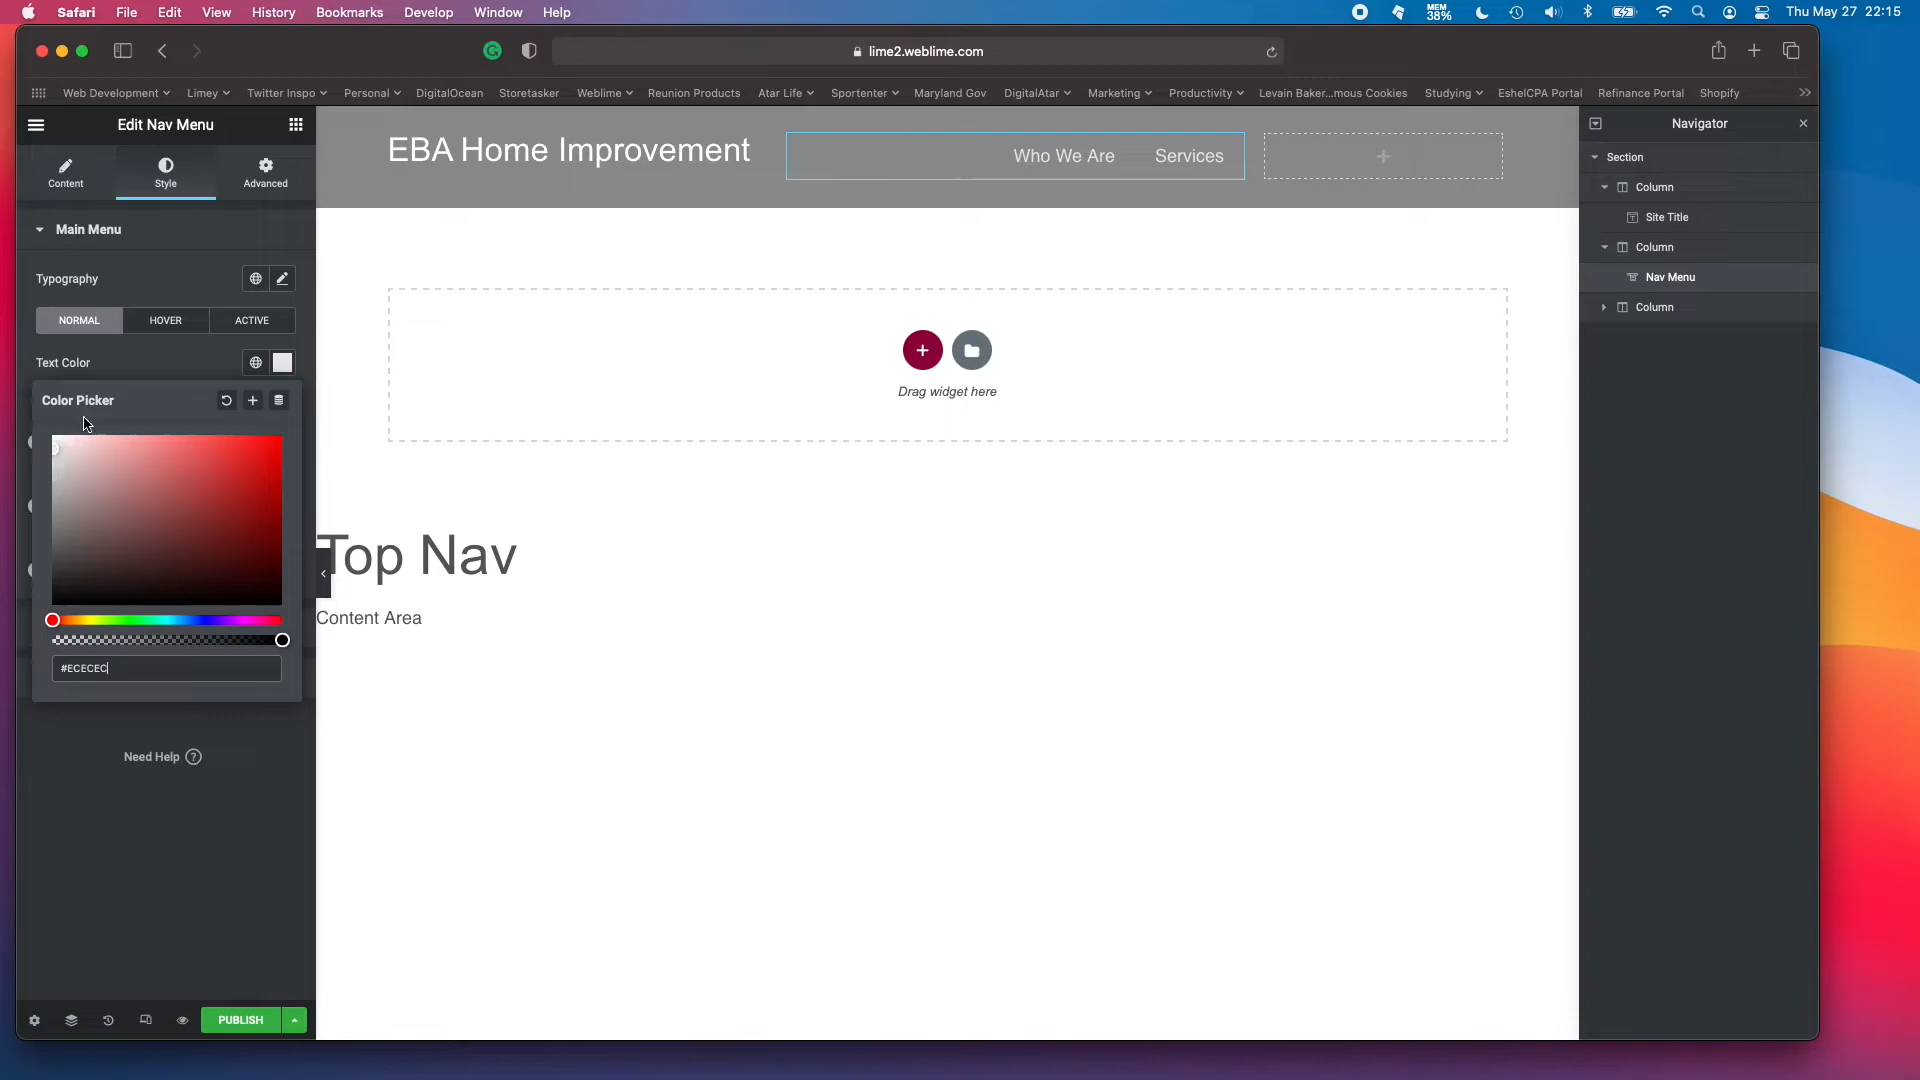 Safari File Edit View History Bookmarks Develop Window Help
MEM 38%
Thu May 27 22:15
lime2.weblime.com
Web Development Limey Twitter Inspo Personal DigitalOcean Storetasker Weblime Reunion Products Atar Life Sportenter Maryland Gov DigitalAtar Marketing Productivity Levain Baker...mous Cookies Studying EshelCPA Portal Refinance Portal Shopify
Edit Nav Menu
Content Style Advanced
Main Menu
Typography
NORMAL HOVER ACTIVE
Text Color
Color Picker
#ECECEC
Need Help ?
PUBLISH
EBA Home Improvement
Who We Are Services
Drag widget here
Top Nav
Content Area
Navigator
Section
Column
Site Title
Column
Nav Menu
Column